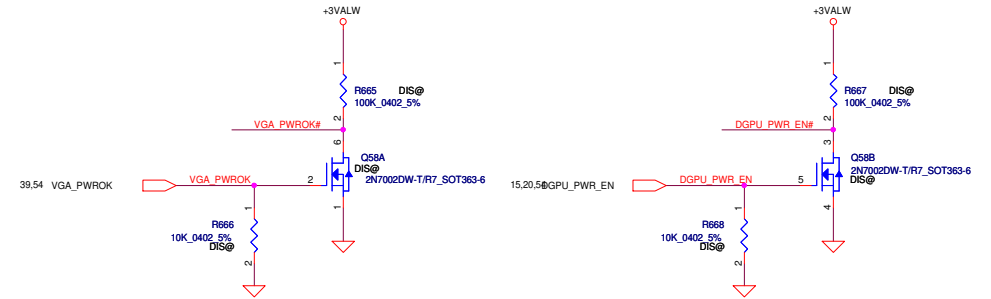 +3VALW
1
R665 DIS@
100K_0402_5%
2
VGA_PWROK#
6
Q58A
DIS@
2N7002DW-T/R7_SOT363-6
39,54 VGA_PWROK
VGA_PWROK
2
1
1
R666
10K_0402_5%
DIS@
2
+3VALW
1
R667 DIS@
100K_0402_5%
2
DGPU_PWR_EN#
3
Q58B
2N7002DW-T/R7_SOT363-6
DIS@
15,20,54 DGPU_PWR_EN
DGPU_PWR_EN
5
4
1
R668
10K_0402_5%
DIS@
2